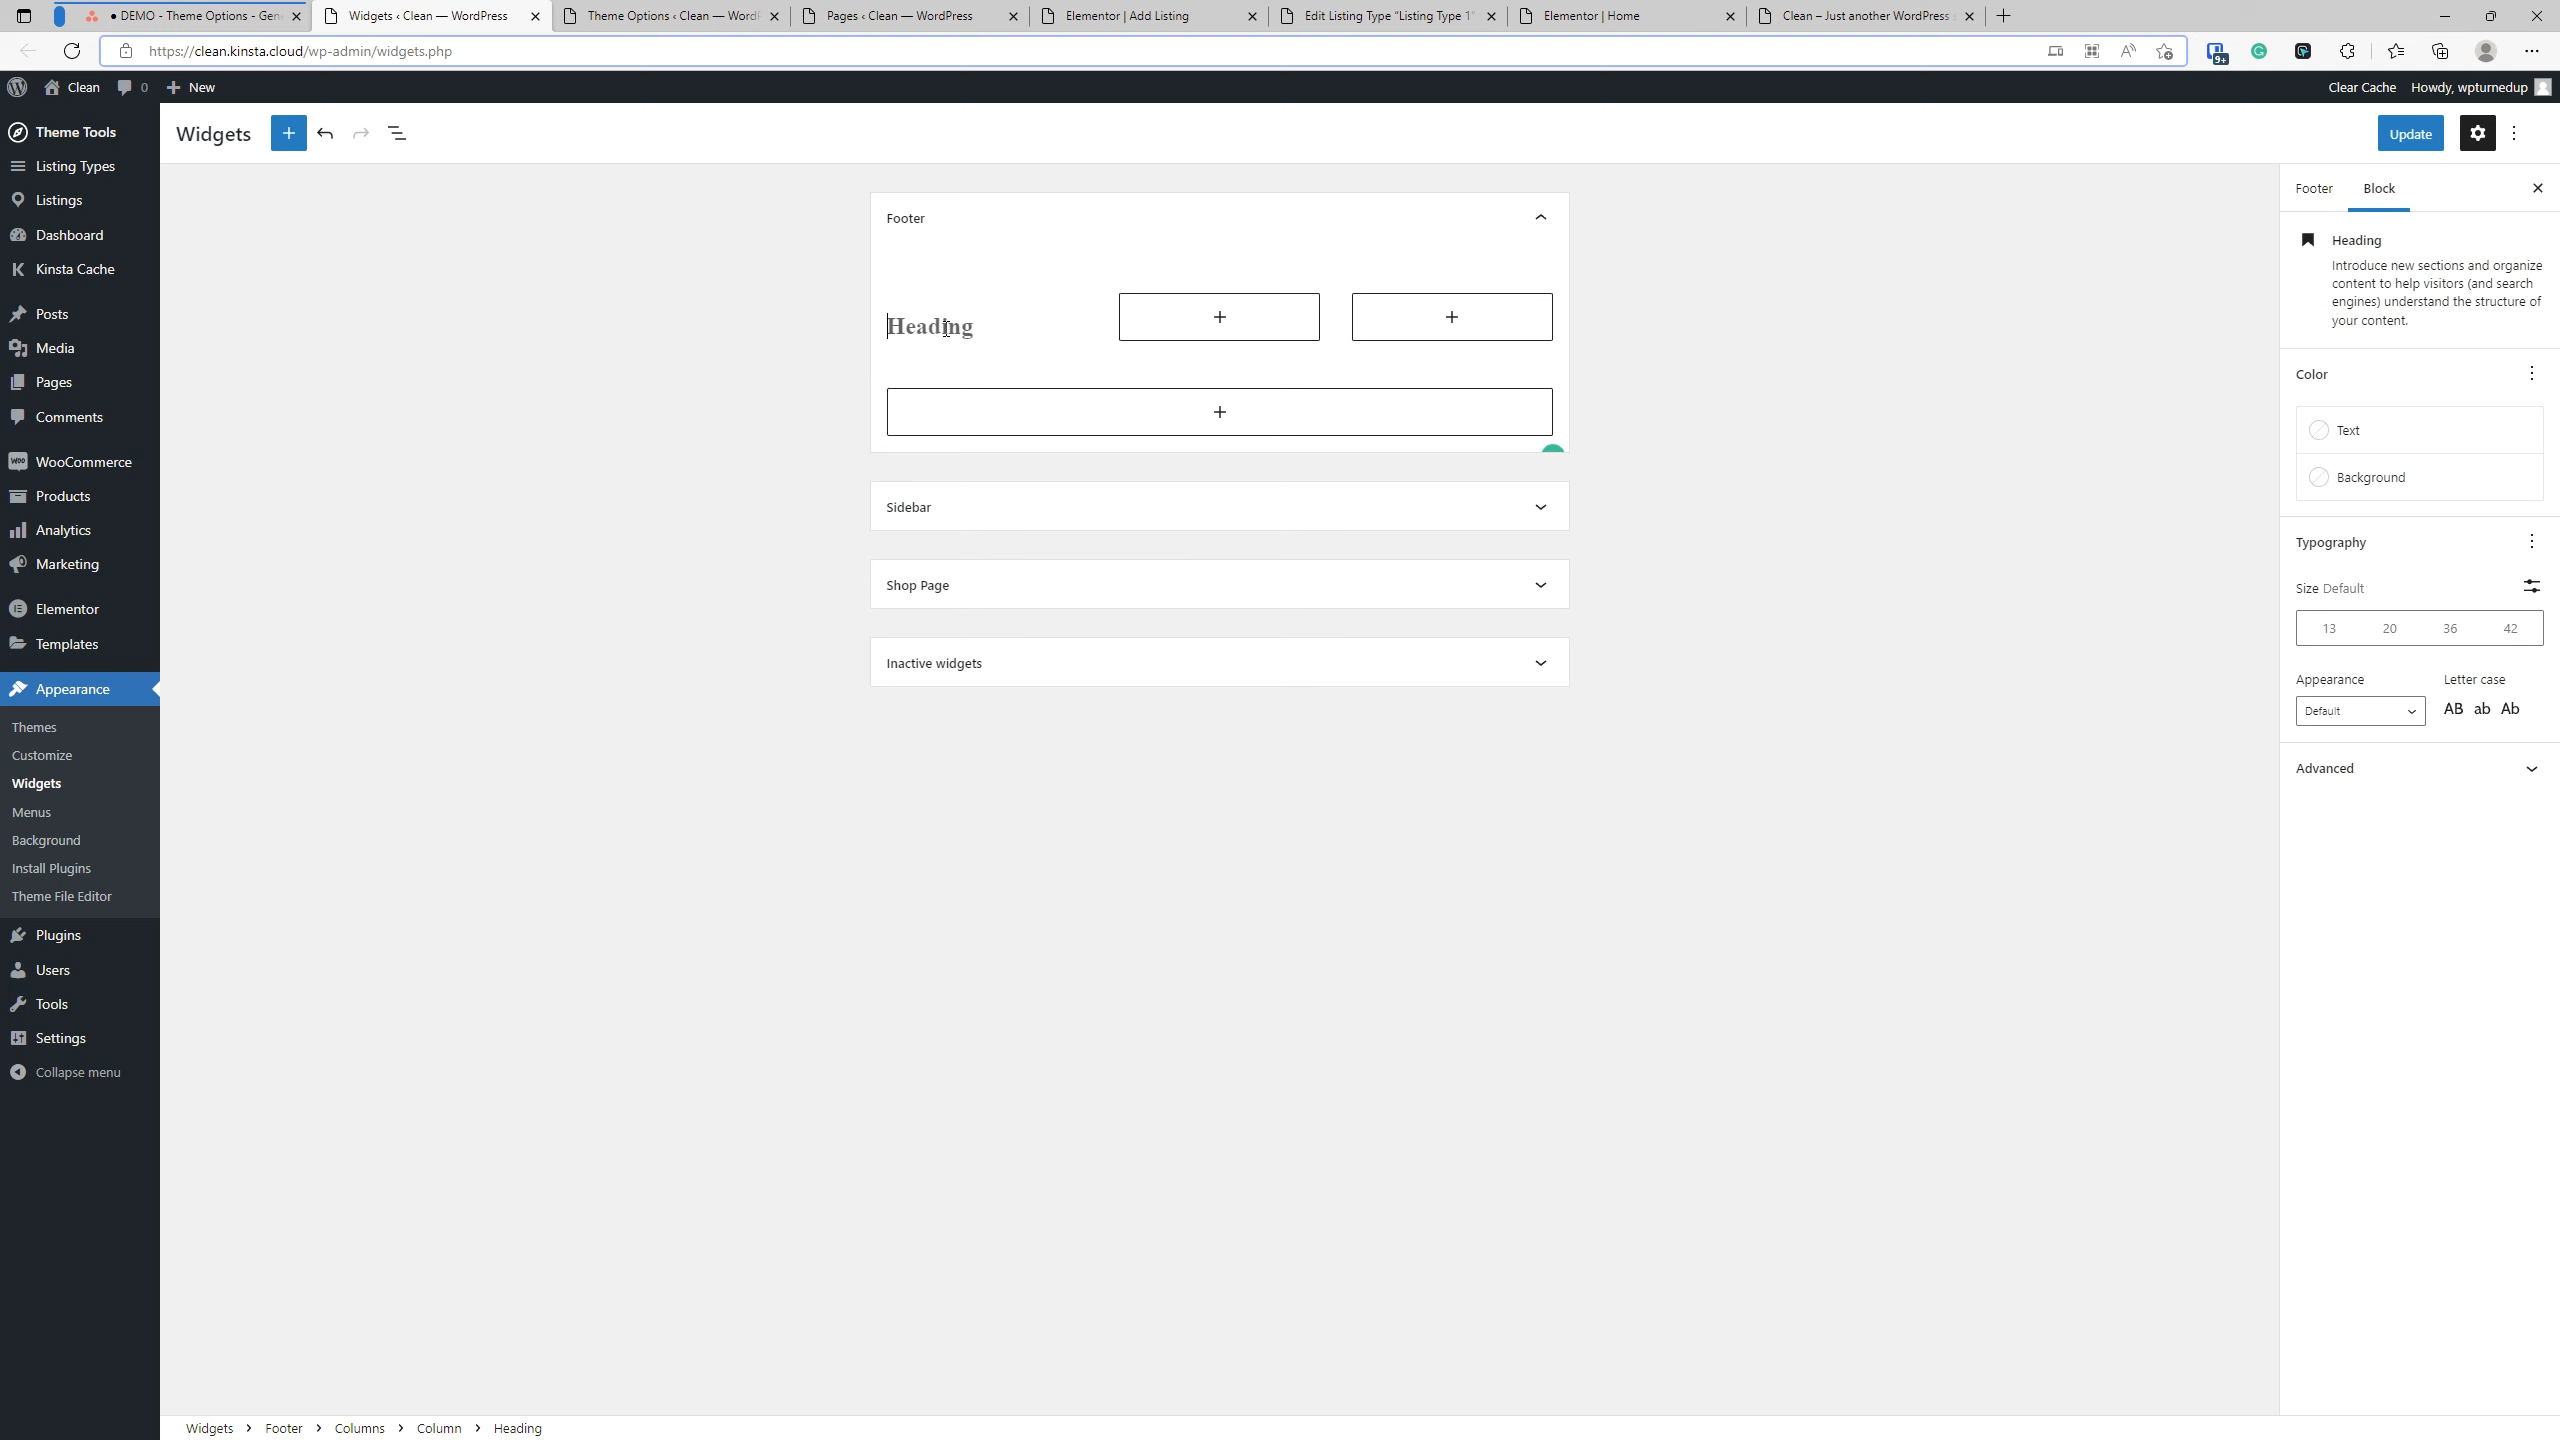 DEMO - Theme Options - Gen
Widgets ‹ Clean — WordPress
Theme Options ‹ Clean — WordP
Pages ‹ Clean — WordPress
Elementor | Add Listing
Edit Listing Type "Listing Type 1"
Elementor | Home
Clean – Just another WordPress
https://clean.kinsta.cloud/wp-admin/widgets.php
9+
Clean
0
New
Clear Cache
Howdy, wpturnedup
Theme Tools
Listing Types
Listings
Dashboard
Kinsta Cache
Posts
Media
Pages
Comments
WooCommerce
Products
Analytics
Marketing
Elementor
Templates
Appearance
Themes
Customize
Widgets
Menus
Background
Install Plugins
Theme File Editor
Plugins
Users
Tools
Settings
Collapse menu
Widgets
Update
Footer
Heading
Sidebar
Shop Page
Inactive widgets
Footer
Block
Heading
Introduce new sections and organize
content to help visitors (and search
engines) understand the structure of
your content.
Color
Text
Background
Typography
Size Default
13 20 36 42
Appearance
Letter case
Default
AB ab Ab
Advanced
Widgets › Footer › Columns › Column › Heading